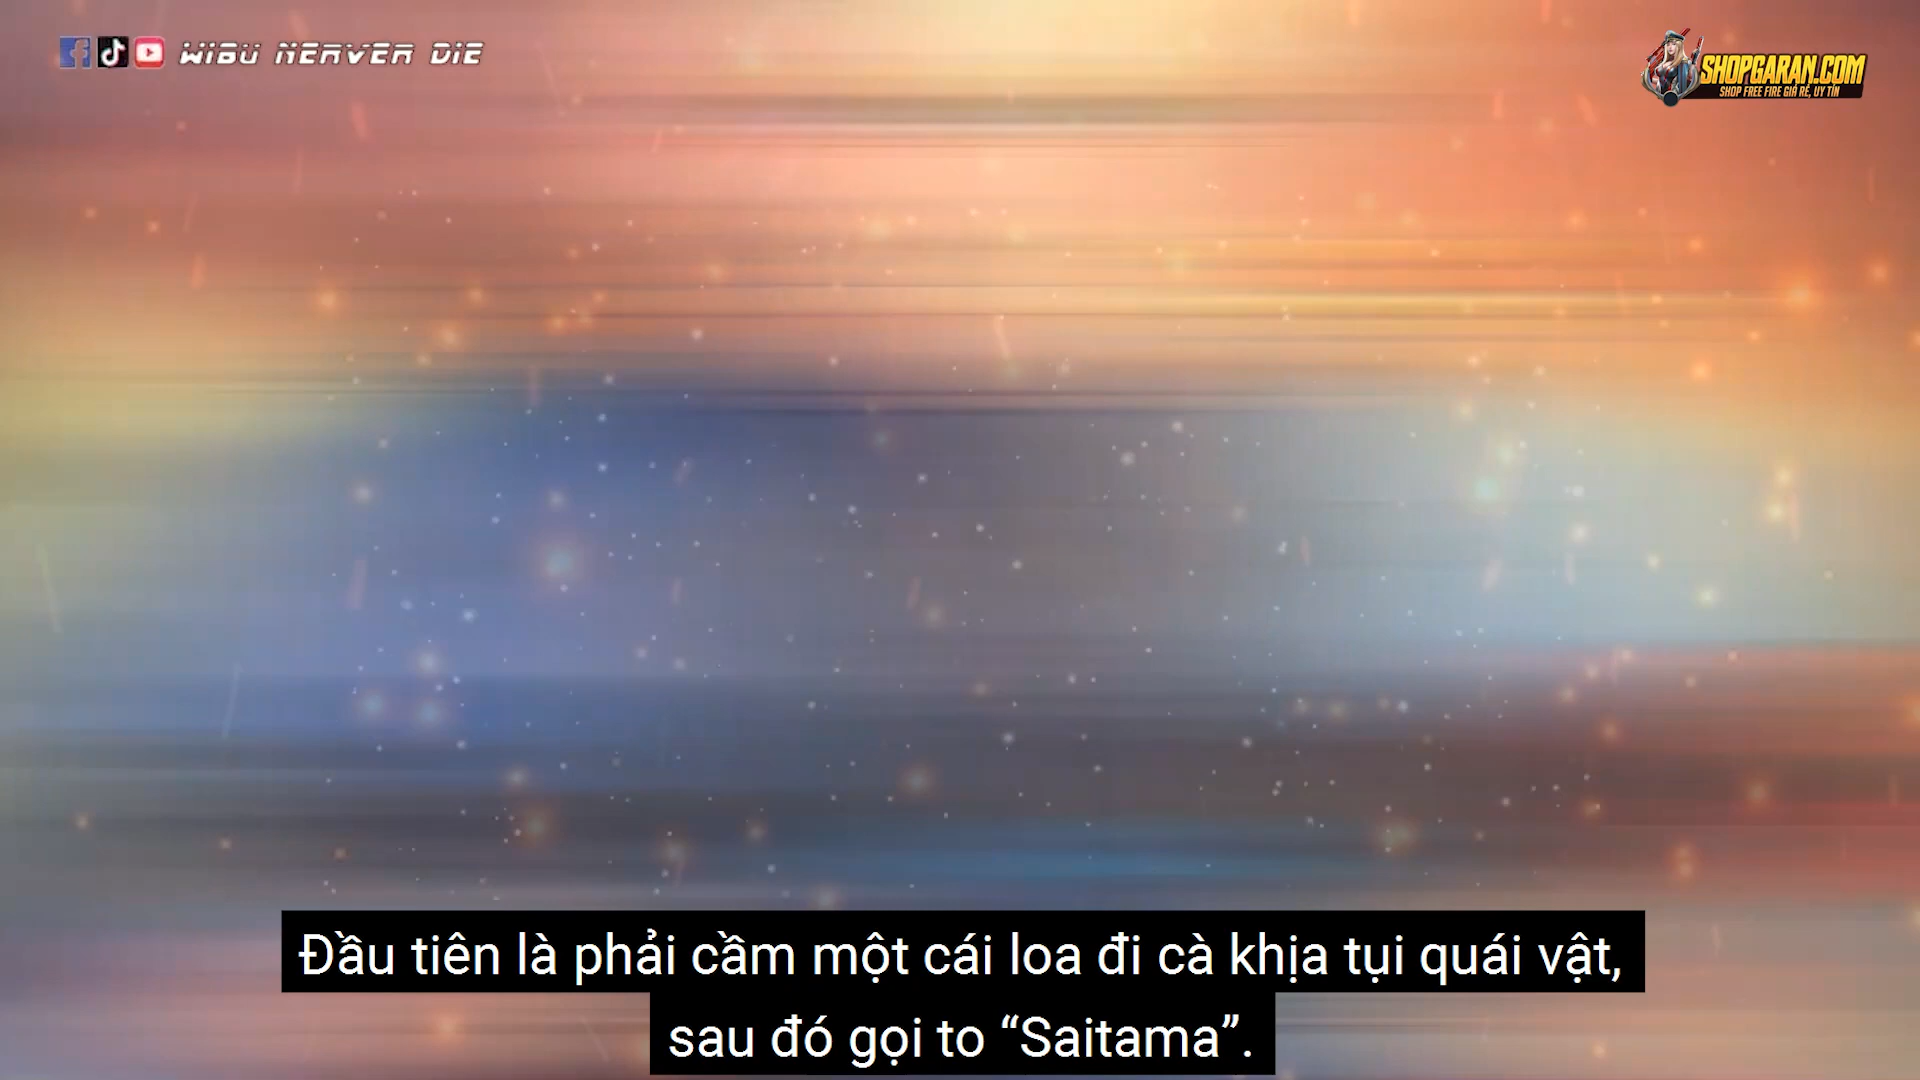 WIBU NERVER DIE
SHOPGARAN.COM
SHOP FREE FIRE GIÁ RẺ, UY TÍN
Đầu tiên là phải cầm một cái loa đi cà khịa tụi quái vật,
sau đó gọi to “Saitama”.